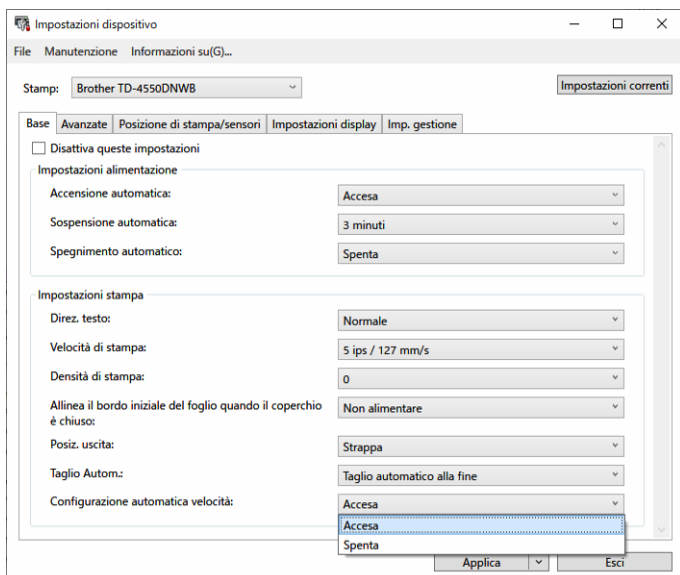 Impostazioni dispositivo
File Manutenzione Informazioni su(G)...
Stamp: Brother TD-4550DNWB Impostazioni correnti
Base Avanzate Posizione di stampa/sensori Impostazioni display Imp. gestione
Disattiva queste impostazioni
Impostazioni alimentazione
Accensione automatica: Accesa
Sospensione automatica: 3 minuti
Spegnimento automatico: Spenta
Impostazioni stampa
Direz. testo: Normale
Velocità di stampa: 5 ips / 127 mm/s
Densità di stampa: 0
Allinea il bordo iniziale del foglio quando il coperchio
è chiuso: Non alimentare
Posiz. uscita: Strappa
Taglio Autom.: Taglio automatico alla fine
Configurazione automatica velocità: Accesa
Accesa
Spenta
Applica Esci